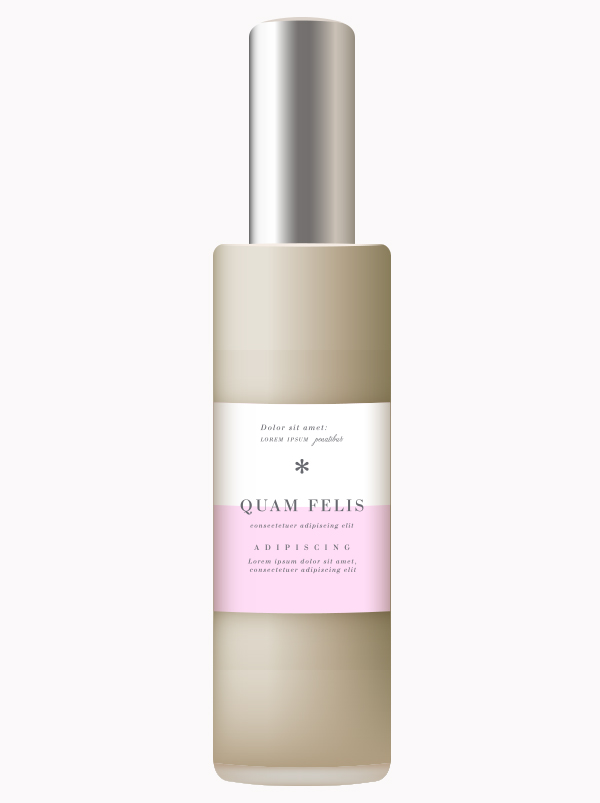 Dolor sit amet:
LOREM IPSUM penatibus
*
QUAM FELIS
consectetuer adipiscing elit
ADIPISCING
Lorem ipsum dolor sit amet,
consectetuer adipiscing elit